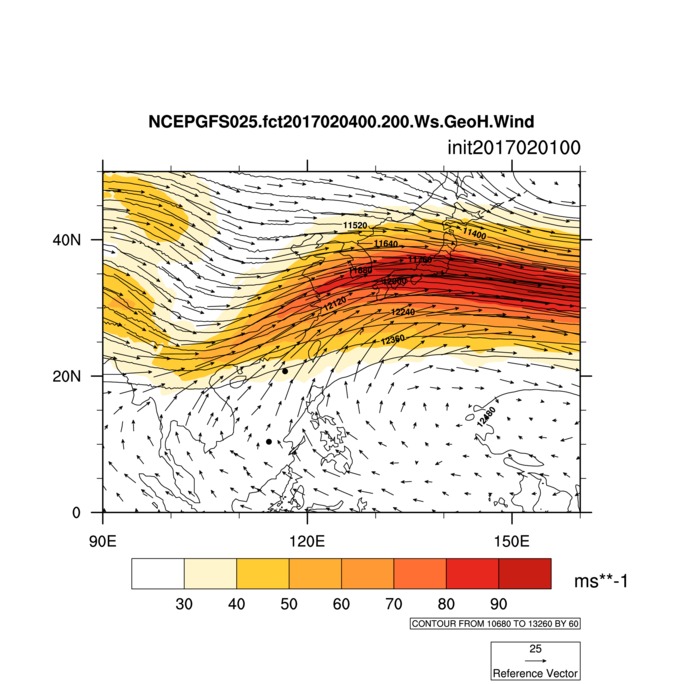 NCEPGFS025.fct2017020400.200.Ws.GeoH.Wind
init2017020100
40N
20N
0
90E 120E 150E
11520
11400
11640
11760
11880
12000
12120
12240
12360
12480
30 40 50 60 70 80 90
ms**-1
CONTOUR FROM 10680 TO 13260 BY 60
25
Reference Vector